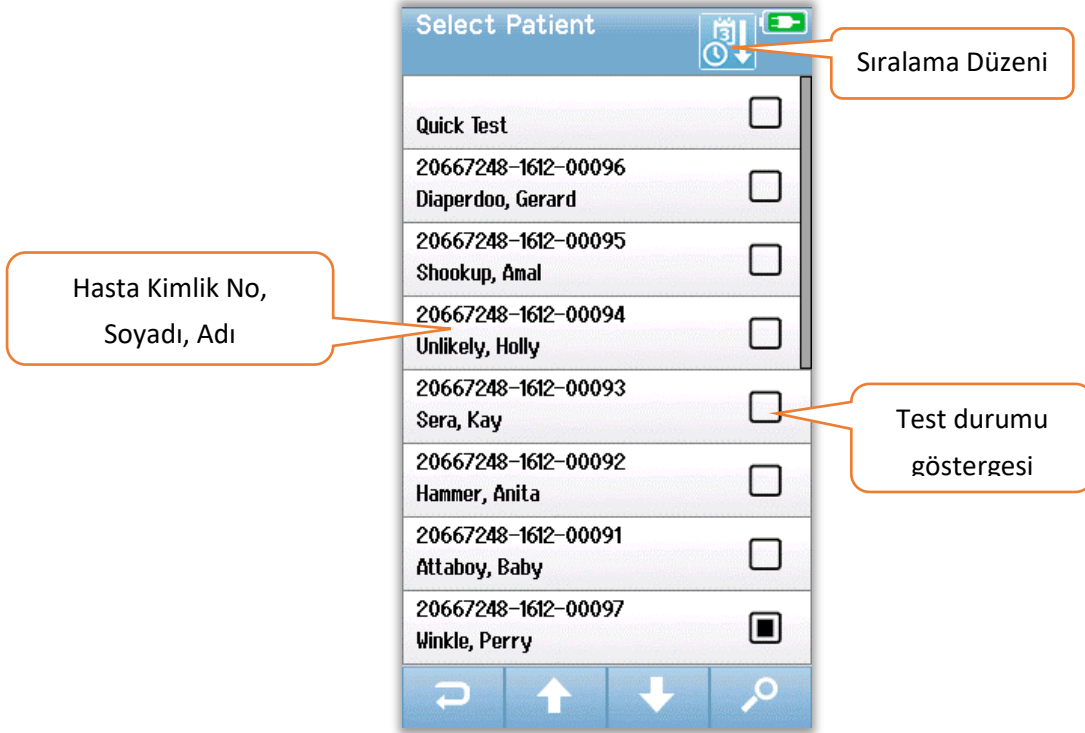 Select Patient
3
Sıralama Düzeni
Quick Test
20667248-1612-00096
Diaperdoo, Gerard
20667248-1612-00095
Shookup, Amal
Hasta Kimlik No,
Soyadı, Adı
20667248-1612-00094
Unlikely, Holly
20667248-1612-00093
Sera, Kay
Test durumu
göstergesi
20667248-1612-00092
Hammer, Anita
20667248-1612-00091
Attaboy, Baby
20667248-1612-00097
Winkle, Perry